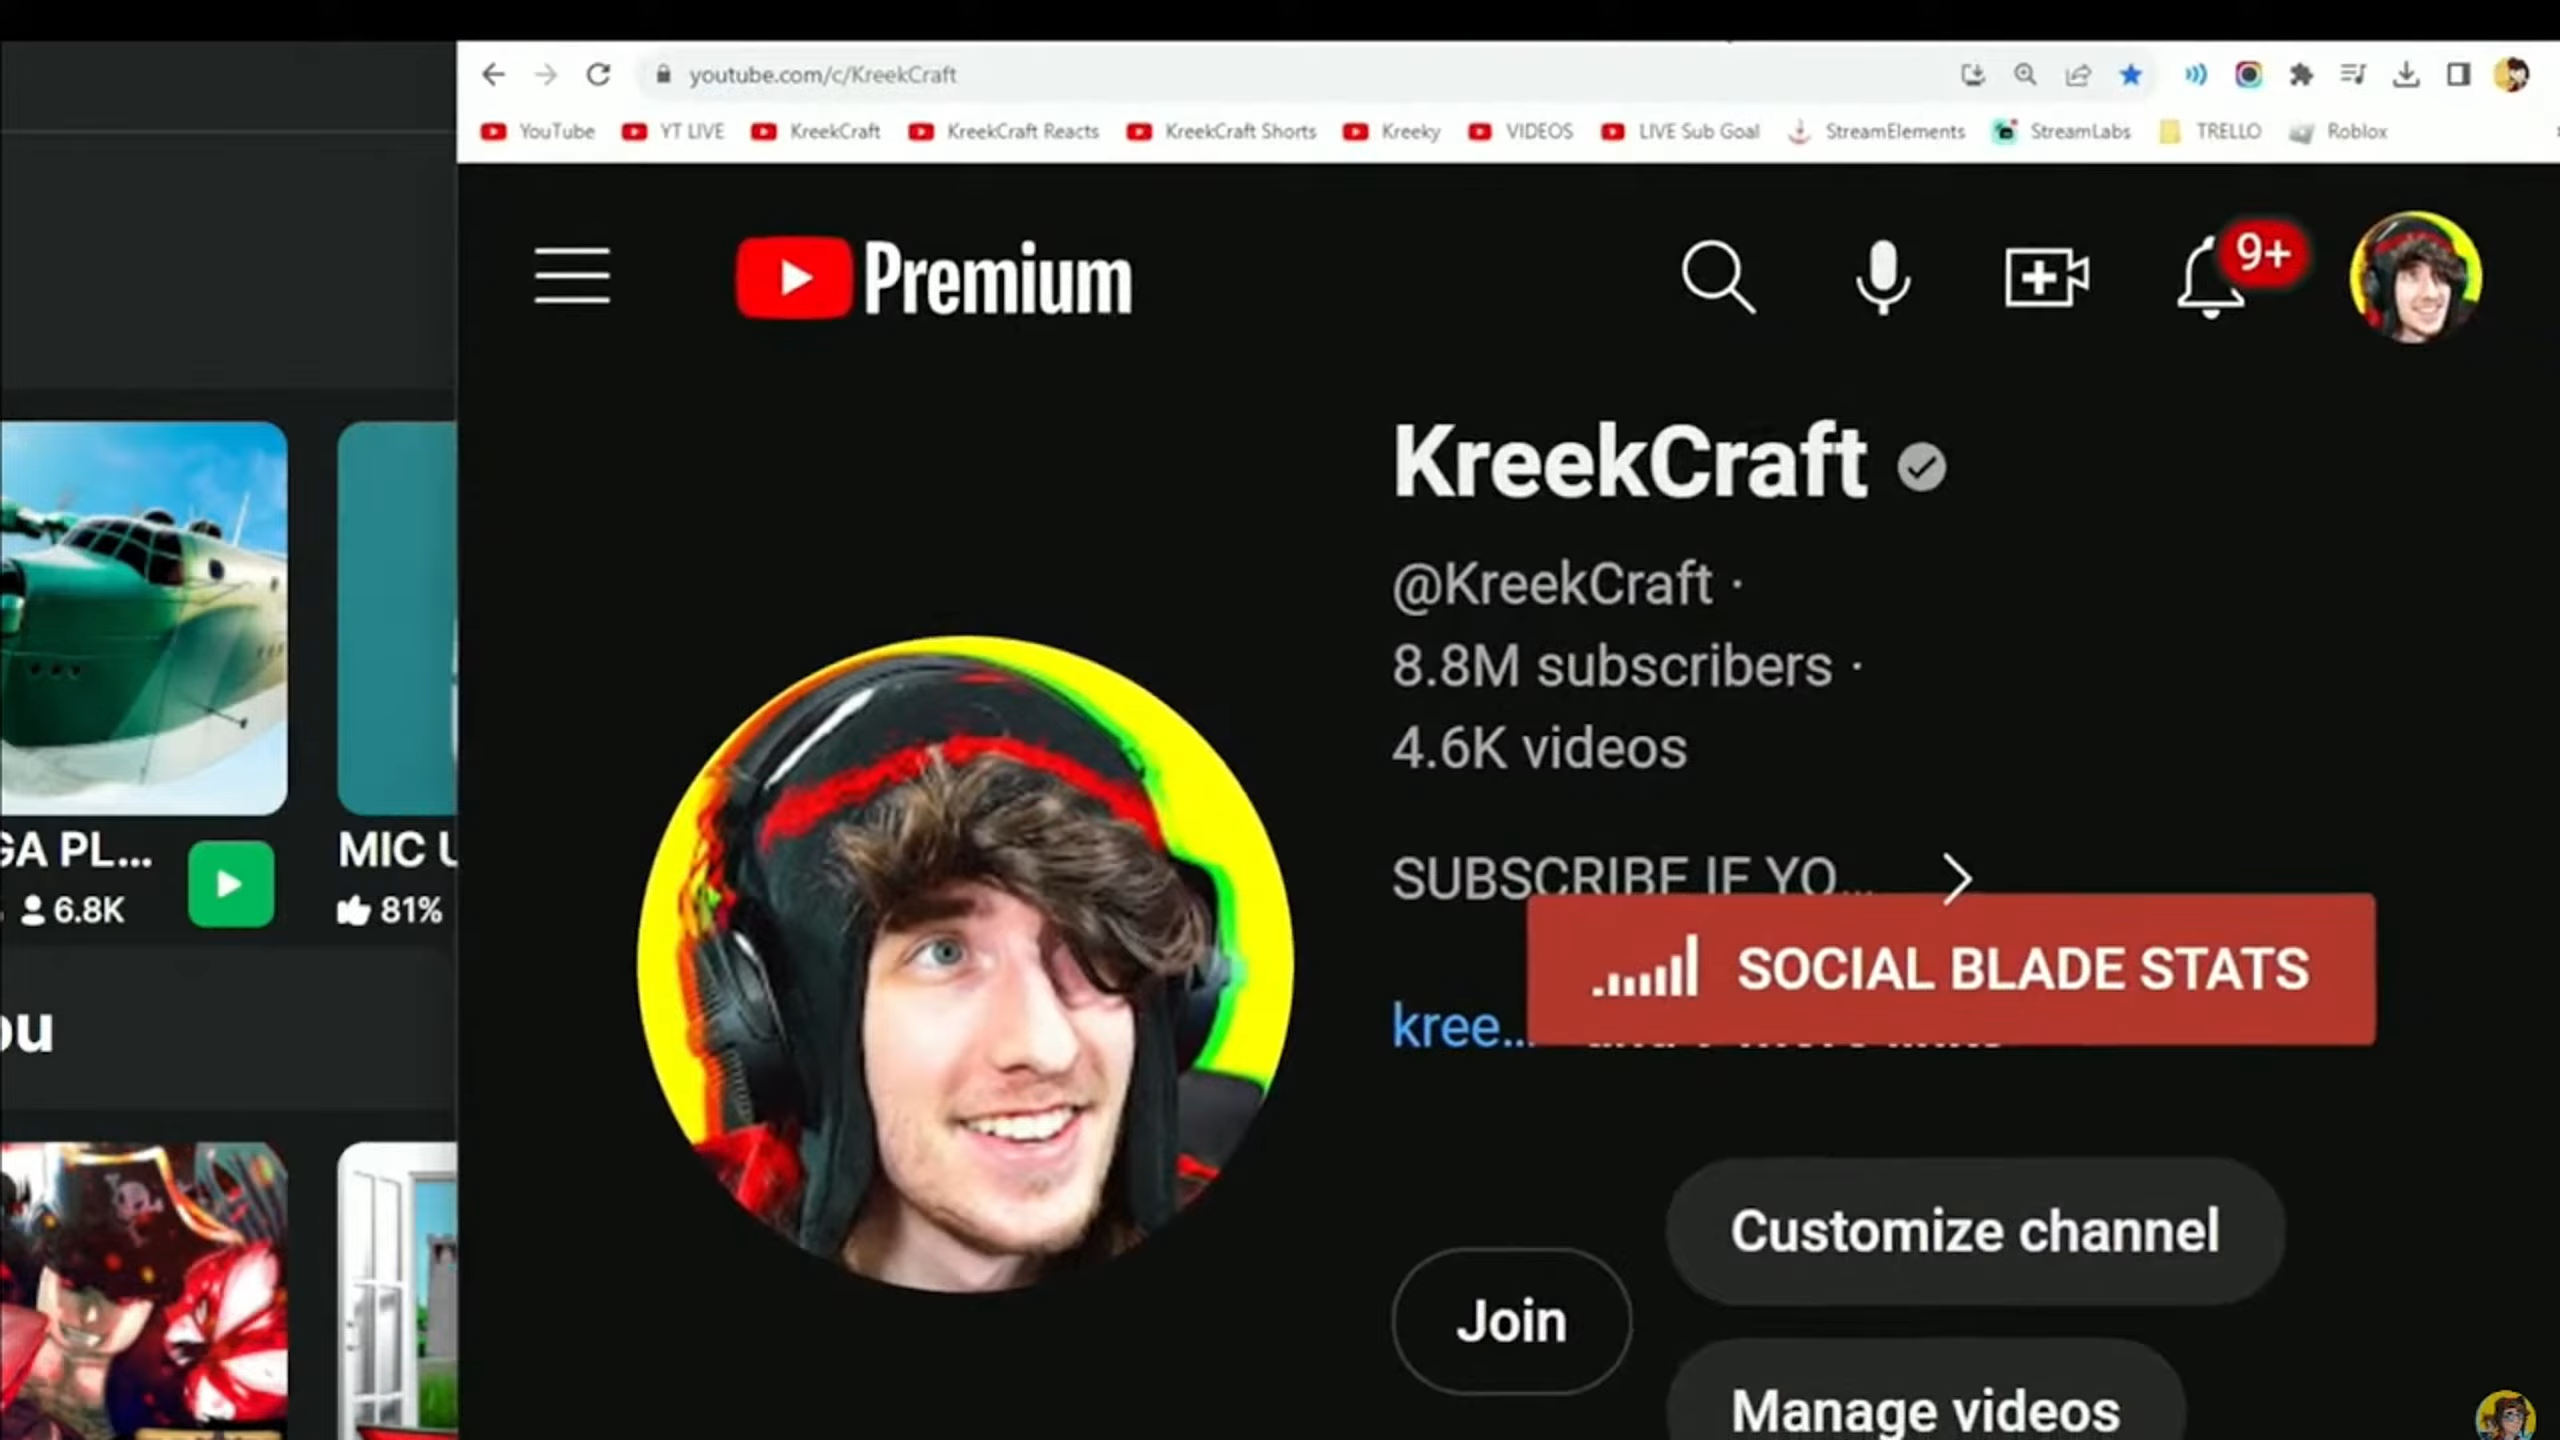 youtube.com/c/KreekCraft
YouTube
YT LIVE
KreekCraft
KreekCraft Reacts
KreekCraft Shorts
Kreeky
VIDEOS
LIVE Sub Goal
StreamElements
StreamLabs
TRELLO
Roblox
Premium
9+
KreekCraft
@KreekCraft ·
8.8M subscribers ·
4.6K videos
SUBSCRIBE IF YO...
SOCIAL BLADE STATS
kree...
Customize channel
Join
Manage videos
GA PL...
6.8K
MIC U
81%
ou